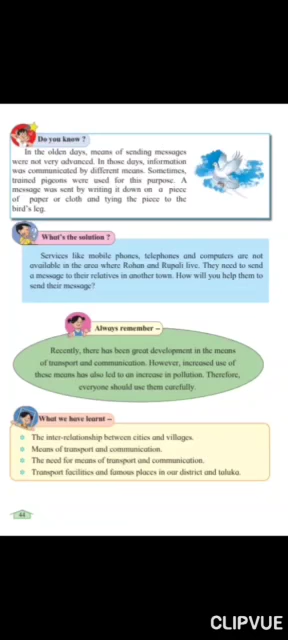 Do you know ?
In the olden days, means of sending messages
were not very advanced. In those days, information
was communicated by different means. Sometimes,
trained pigeons were used for this purpose. A
message was sent by writing it down on a piece
of paper or cloth and tying the piece to the
bird's leg.
What's the solution ?
Services like mobile phones, telephones and computers are not
available in the area where Rohan and Rupali live. They need to send
a message to their relatives in another town. How will you help them to
send their message?
Always remember –
Recently, there has been great development in the means
of transport and communication. However, increased use of
these means has also led to an increase in pollution. Therefore,
everyone should use them carefully.
What we have learnt –
The inter-relationship between cities and villages.
Means of transport and communication.
The need for means of transport and communication.
Transport facilities and famous places in our district and taluka.
44
CLIPVUE